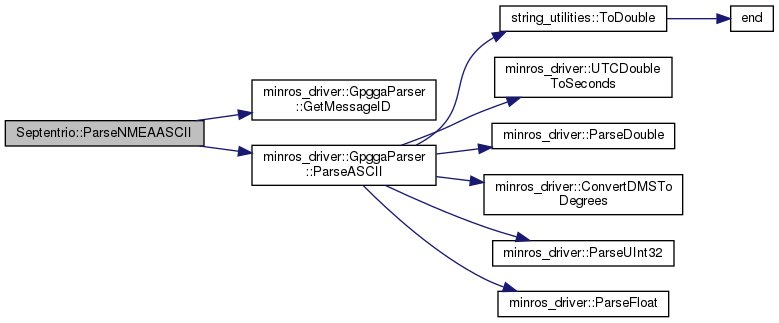 Septentrio::ParseNMEAASCII
minros_driver::GpggaParser
::GetMessageID
minros_driver::GpggaParser
::ParseASCII
string_utilities::ToDouble
end
minros_driver::UTCDouble
ToSeconds
minros_driver::ParseDouble
minros_driver::ConvertDMSTo
Degrees
minros_driver::ParseUInt32
minros_driver::ParseFloat